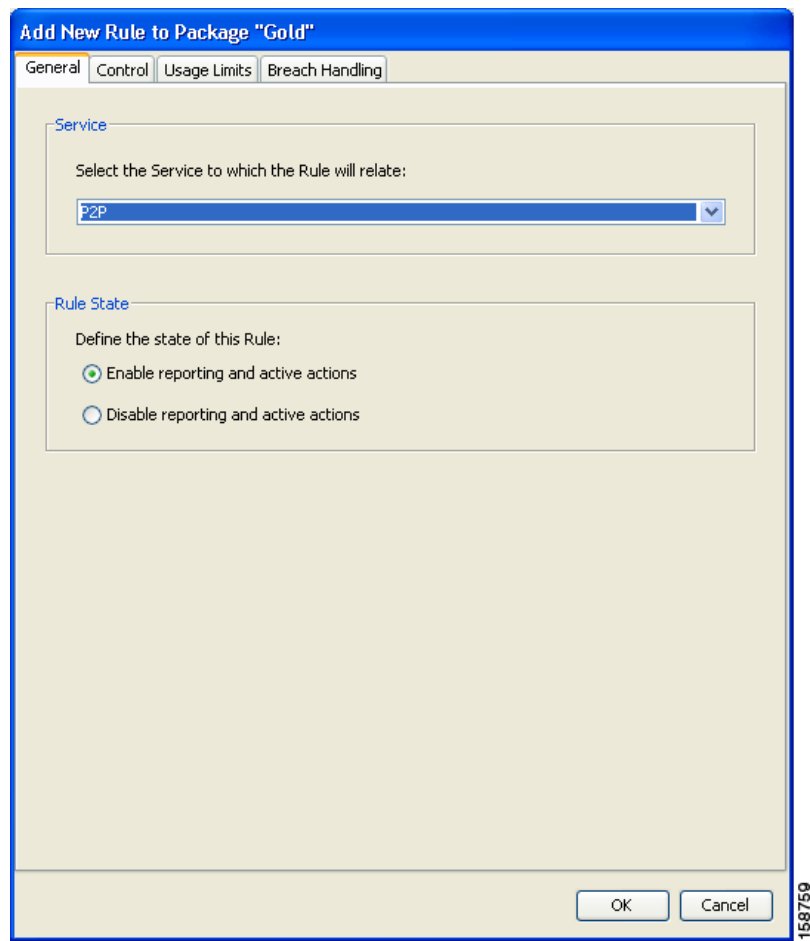 Add New Rule to Package "Gold"
General Control Usage Limits Breach Handling
Service
Select the Service to which the Rule will relate:
P2P
Rule State
Define the state of this Rule:
Enable reporting and active actions
Disable reporting and active actions
OK Cancel
158759